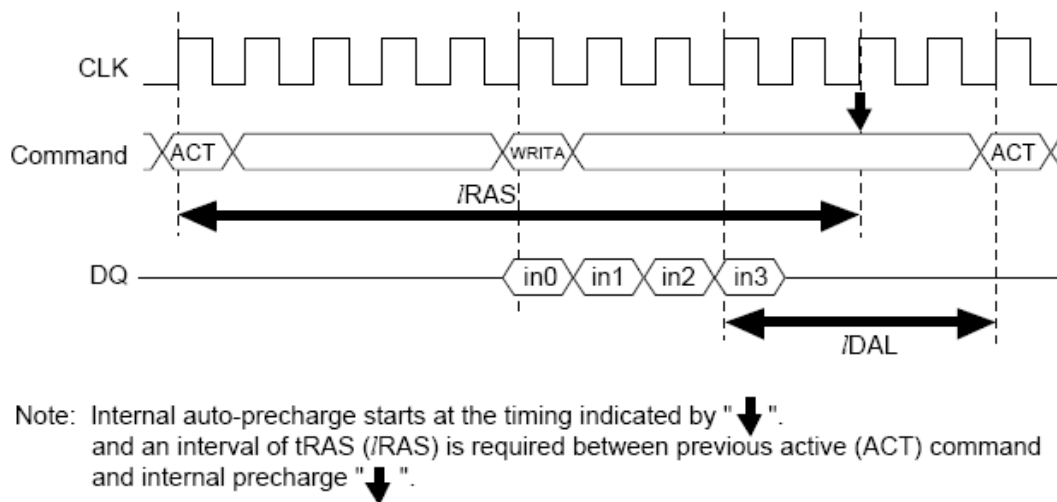 CLK
Command ACT WRITA ACT
lRAS
DQ in0 in1 in2 in3
lDAL
Note: Internal auto-precharge starts at the timing indicated by " ".
and an interval of tRAS (lRAS) is required between previous active (ACT) command
and internal precharge " ".